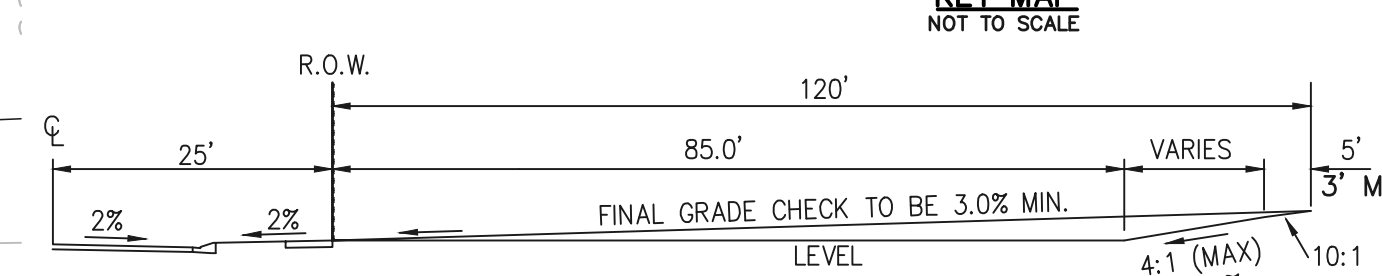 KEY MAP
NOT TO SCALE
R.O.W.
120'
℄
25'
85.0'
VARIES
5'
3' M
2%
2%
FINAL GRADE CHECK TO BE 3.0% MIN.
LEVEL
4:1 (MAX)
10:1